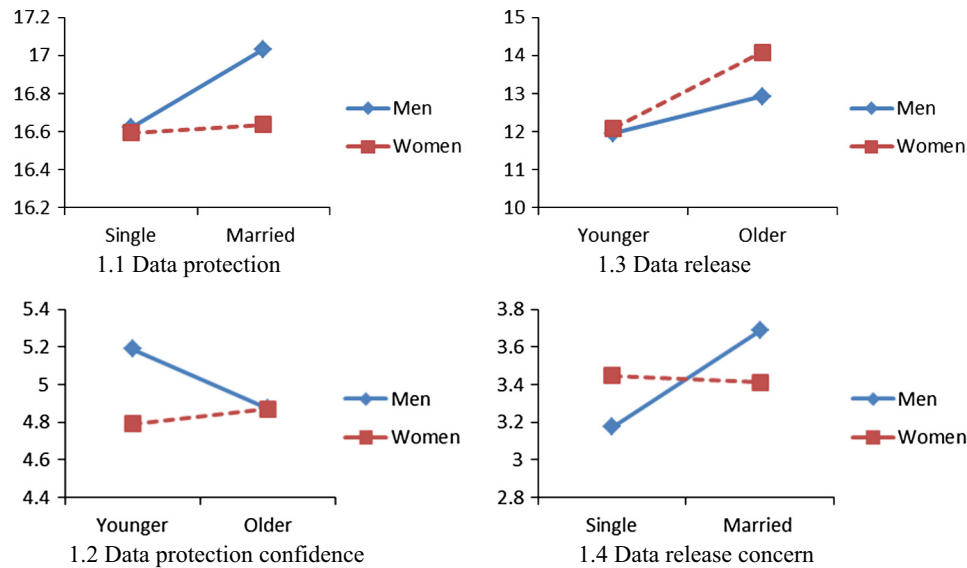 17.2
17
16.8
16.6
16.4
16.2
Single Married
Men
Women
1.1 Data protection
15
14
13
12
11
10
Younger Older
Men
Women
1.3 Data release
5.4
5.2
5
4.8
4.6
4.4
Younger Older
Men
Women
1.2 Data protection confidence
3.8
3.6
3.4
3.2
3
2.8
Single Married
Men
Women
1.4 Data release concern